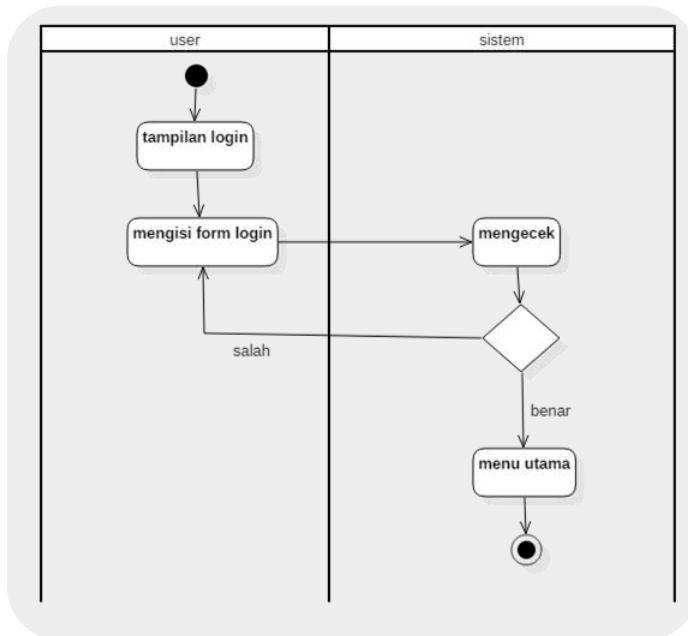 user
sistem
tampilan login
mengisi form login
mengecek
salah
benar
menu utama